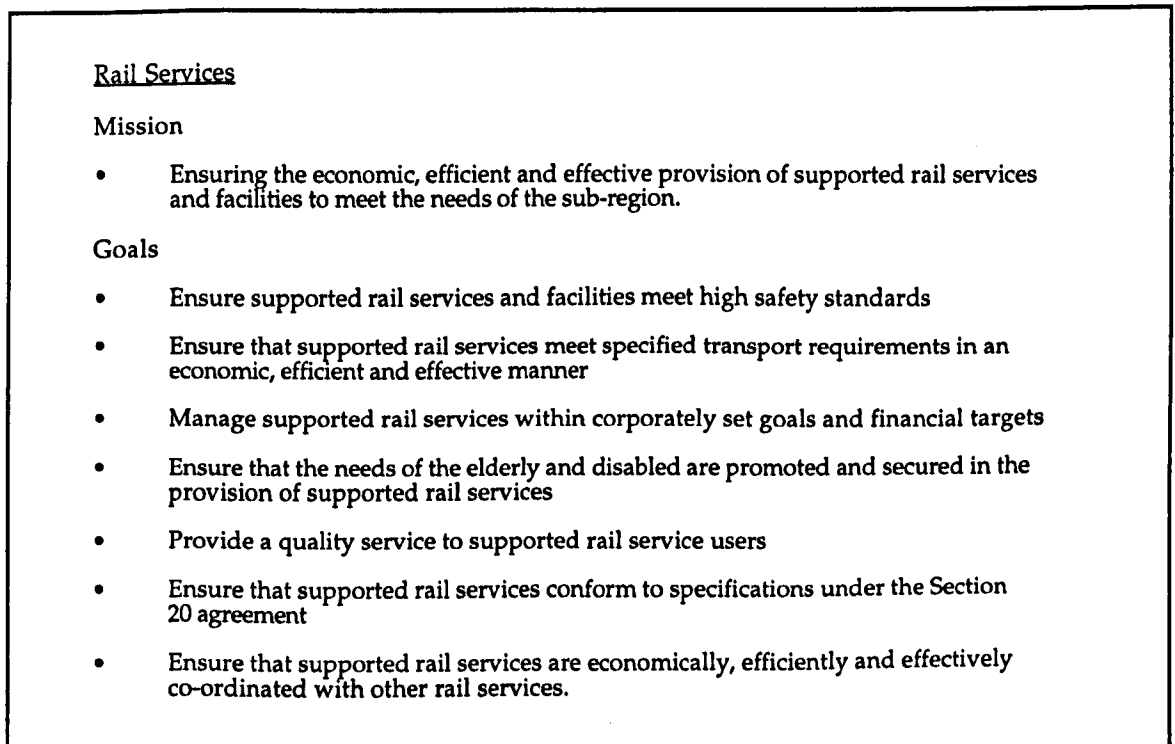 Rail Services
Mission
• Ensuring the economic, efficient and effective provision of supported rail services
and facilities to meet the needs of the sub-region.
Goals
• Ensure supported rail services and facilities meet high safety standards
• Ensure that supported rail services meet specified transport requirements in an
economic, efficient and effective manner
• Manage supported rail services within corporately set goals and financial targets
• Ensure that the needs of the elderly and disabled are promoted and secured in the
provision of supported rail services
• Provide a quality service to supported rail service users
• Ensure that supported rail services conform to specifications under the Section
20 agreement
• Ensure that supported rail services are economically, efficiently and effectively
co-ordinated with other rail services.